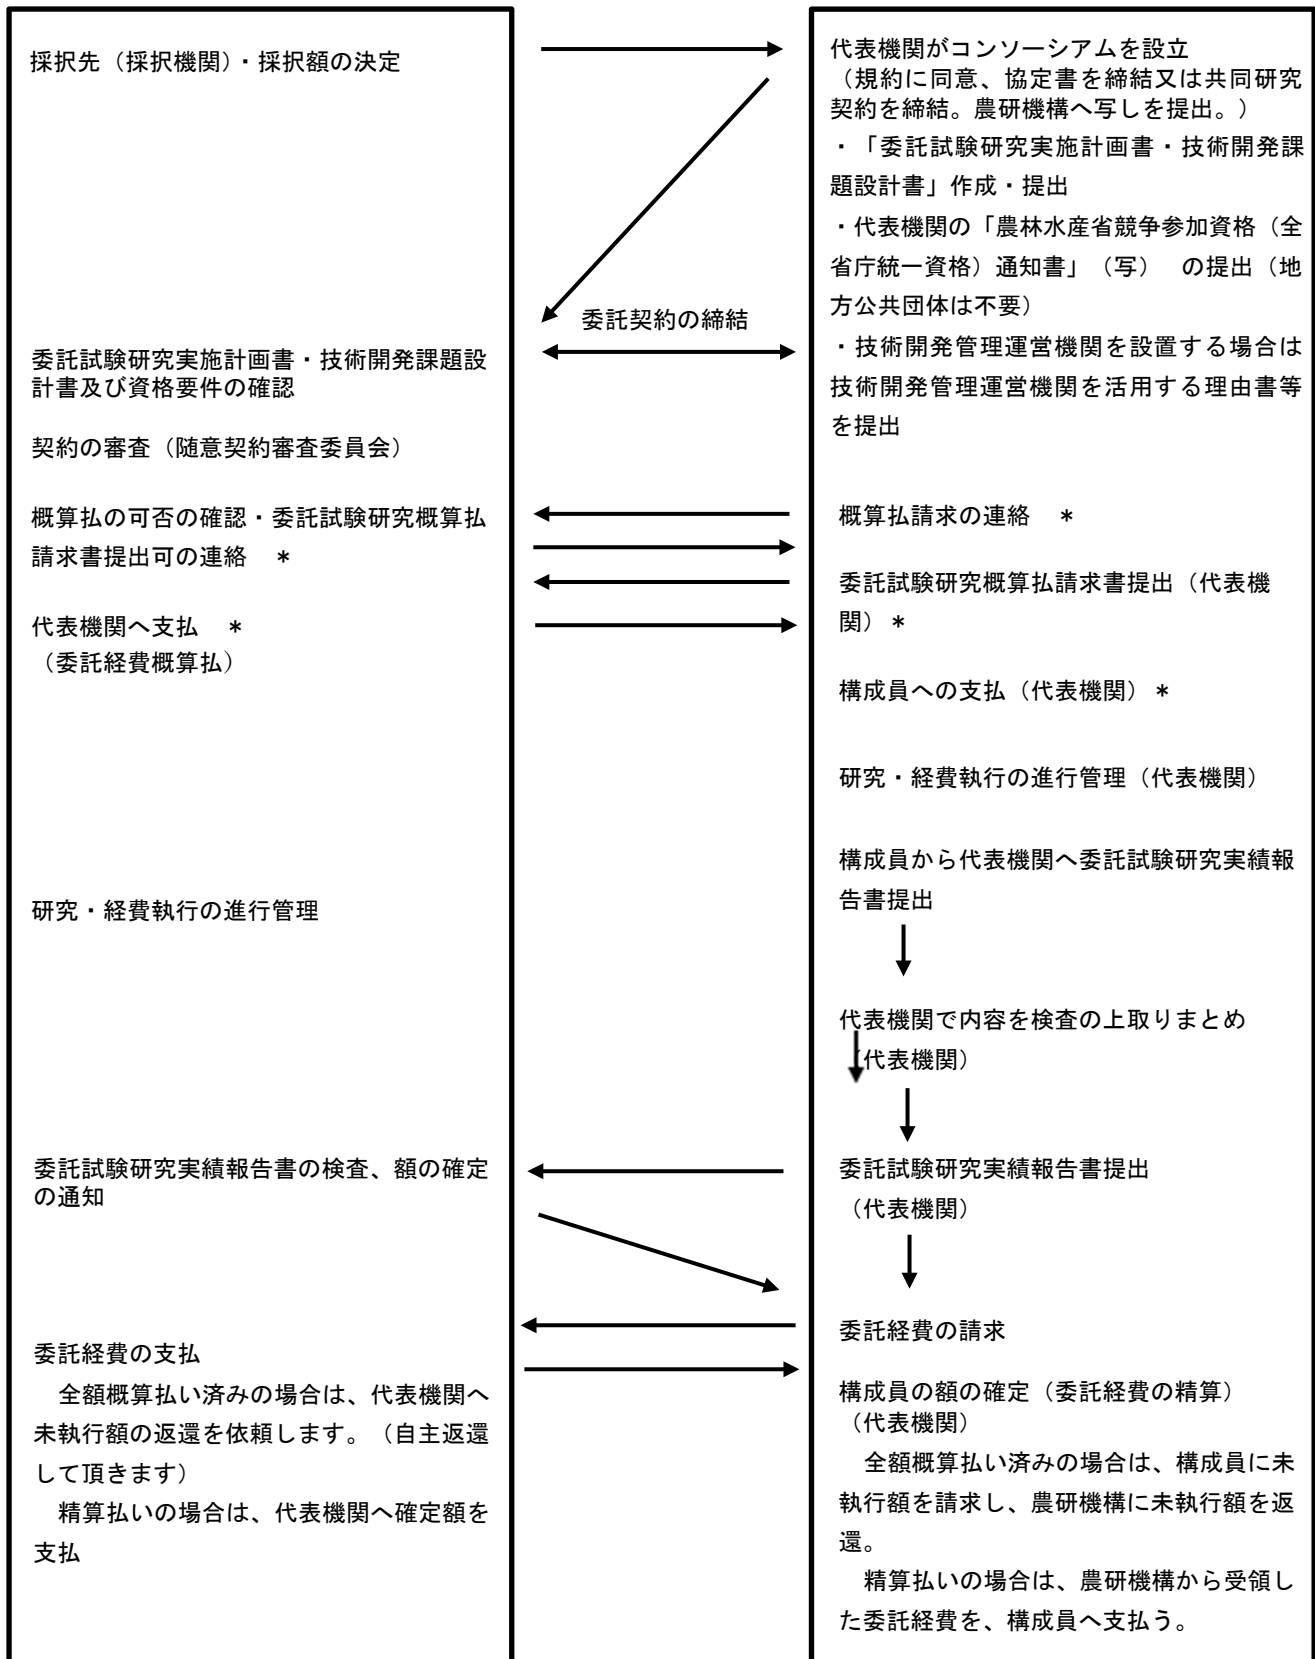 採択先（採択機関）・採択額の決定
委託試験研究実施計画書・技術開発課題設
計書及び資格要件の確認
契約の審査（随意契約審査委員会）
概算払の可否の確認・委託試験研究概算払
請求書提出可の連絡　*
代表機関へ支払　*
（委託経費概算払）
研究・経費執行の進行管理
委託試験研究実績報告書の検査、額の確定
の通知
委託経費の支払
全額概算払い済みの場合は、代表機関へ
未執行額の返還を依頼します。（自主返還
して頂きます）
精算払いの場合は、代表機関へ確定額を
支払
委託契約の締結
代表機関がコンソーシアムを設立
（規約に同意、協定書を締結又は共同研究
契約を締結。農研機構へ写しを提出。）
・「委託試験研究実施計画書・技術開発課
題設計書」作成・提出
・代表機関の「農林水産省競争参加資格（全
省庁統一資格）通知書」（写）　の提出（地
方公共団体は不要）
・技術開発管理運営機関を設置する場合は
技術開発管理運営機関を活用する理由書等
を提出
概算払請求の連絡　*
委託試験研究概算払請求書提出（代表機
関）*
構成員への支払（代表機関）*
研究・経費執行の進行管理（代表機関）
構成員から代表機関へ委託試験研究実績報
告書提出
代表機関で内容を検査の上取りまとめ
（代表機関）
委託試験研究実績報告書提出
（代表機関）
委託経費の請求
構成員の額の確定（委託経費の精算）
（代表機関）
全額概算払い済みの場合は、構成員に未
執行額を請求し、農研機構に未執行額を返
還。
精算払いの場合は、農研機構から受領し
た委託経費を、構成員へ支払う。